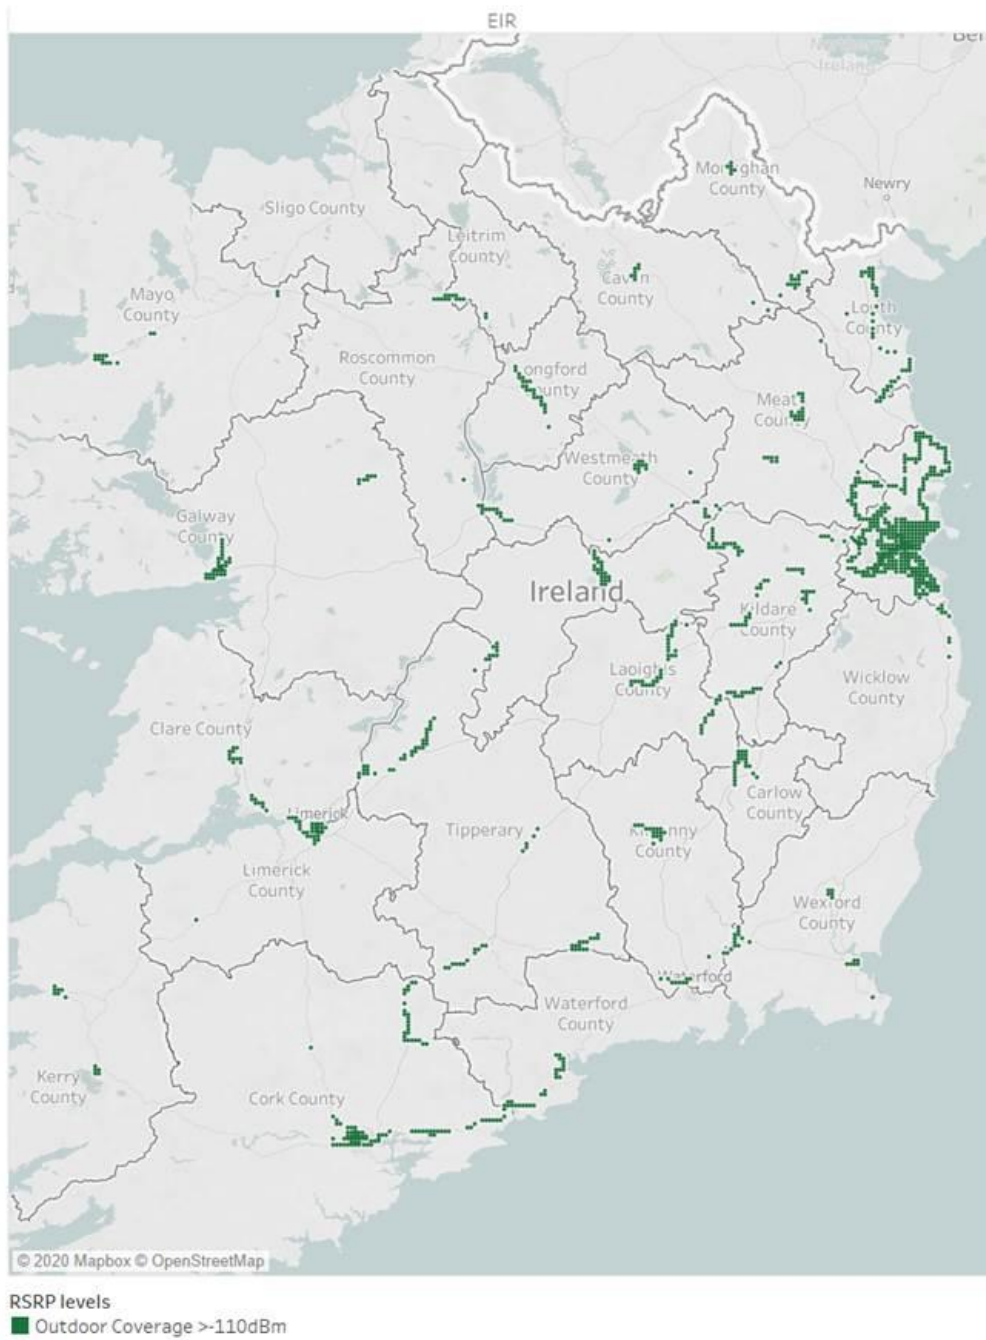 EIR
Ireland
Sligo County
Monaghan
County
Newry
Leitrim
County
Cavan
County
Mayo
County
Louth
County
Roscommon
County
Longford
County
Meath
County
Westmeath
County
Galway
County
Ireland
Kildare
County
County
Wicklow
County
Clare County
Limerick
Carlow
County
Tipperary
Kilkenny
County
Limerick
County
Wexford
County
Waterford
Waterford
County
Kerry
County
Cork County
© 2020 Mapbox © OpenStreetMap
RSRP levels
Outdoor Coverage >-110dBm